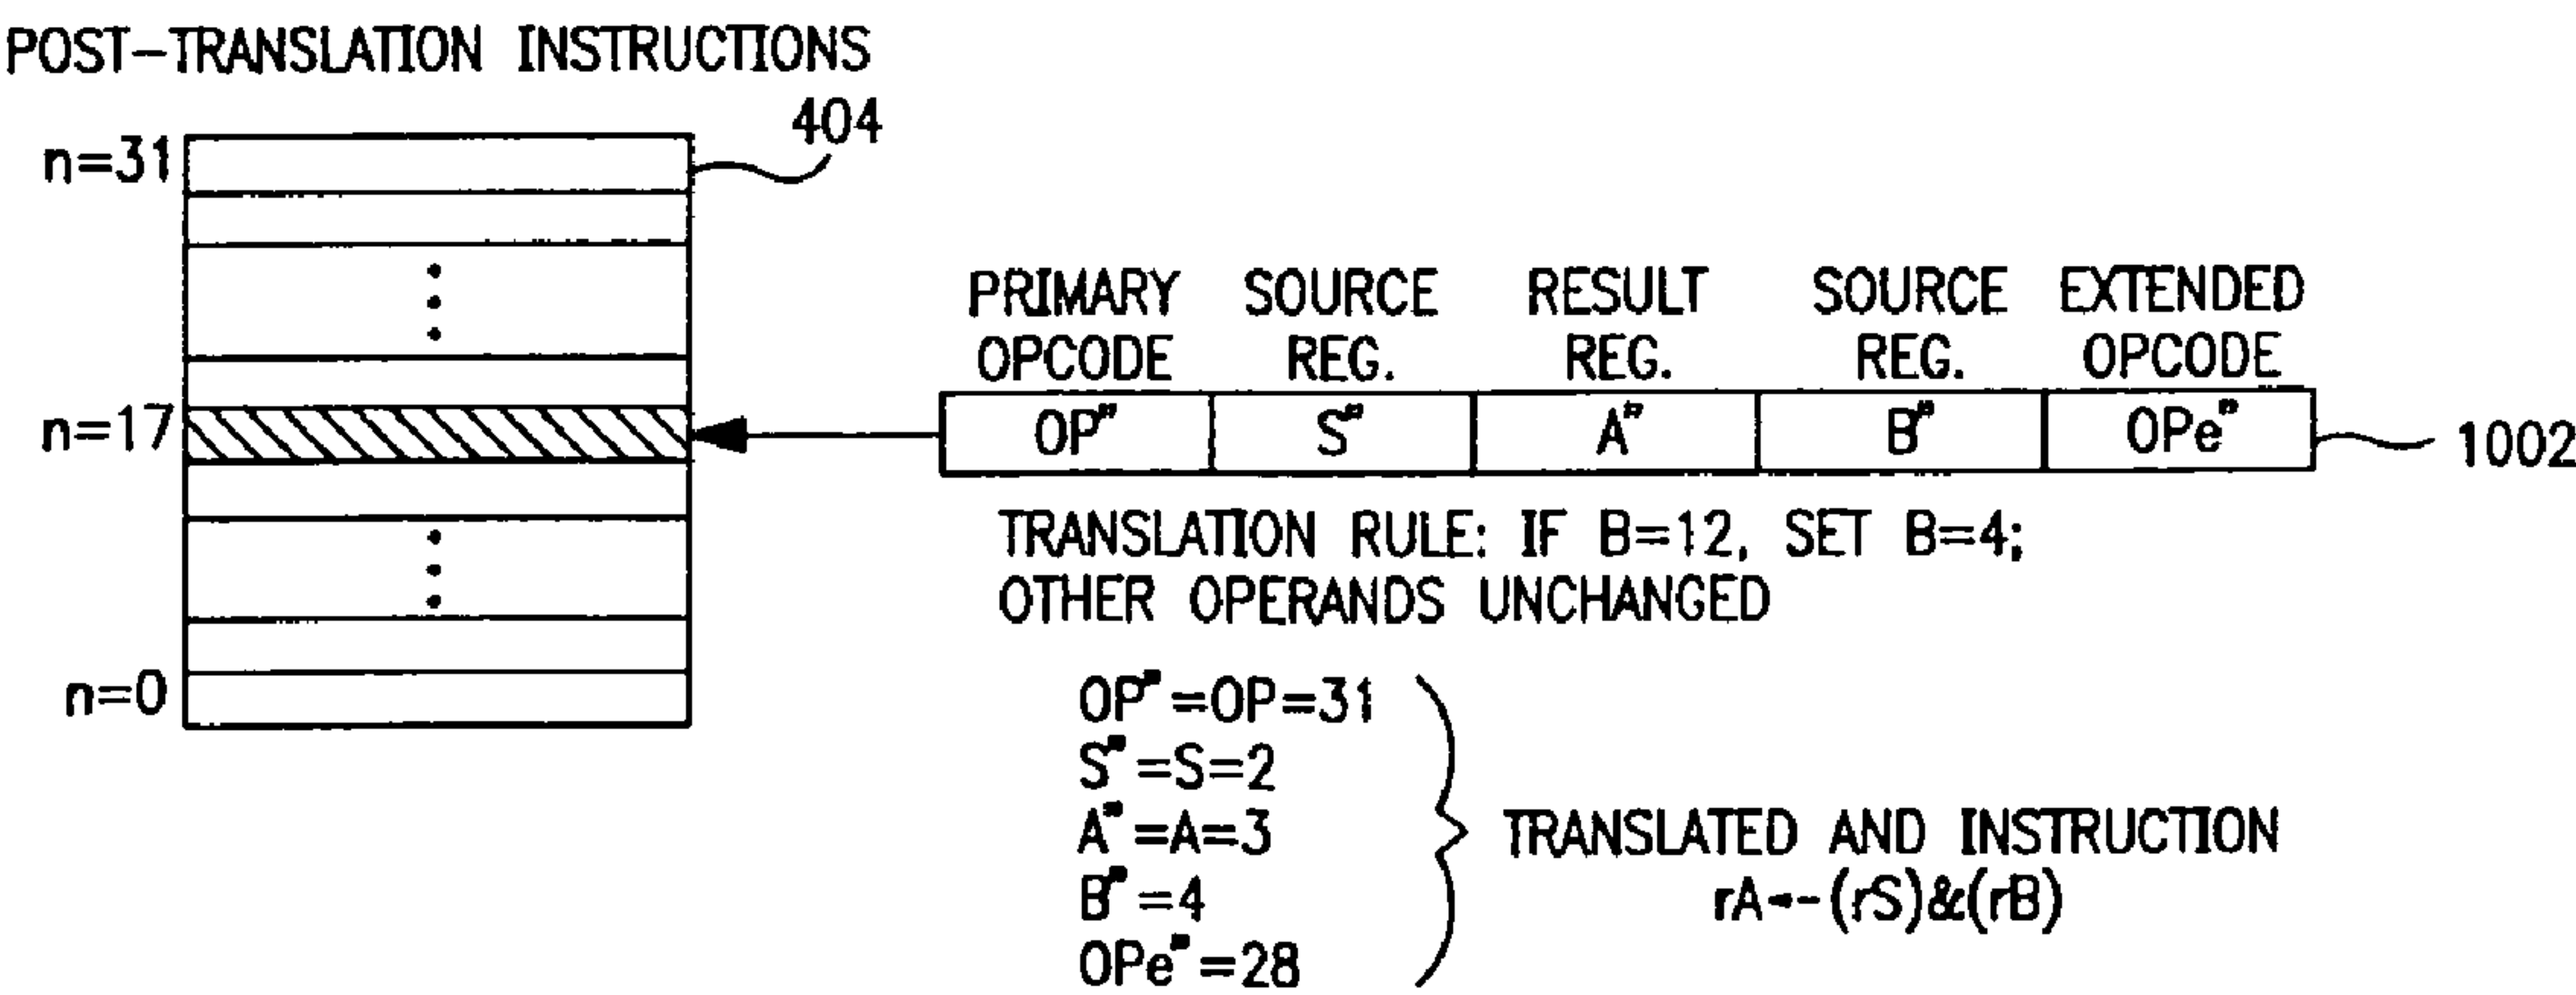 POST-TRANSLATION INSTRUCTIONS
404
n=31
n=17
n=0
PRIMARY OPCODE
SOURCE REG.
RESULT REG.
SOURCE REG.
EXTENDED OPCODE
OP" S" A" B" OPe"
1002
TRANSLATION RULE: IF B=12, SET B=4;
OTHER OPERANDS UNCHANGED
OP"=OP=31
S"=S=2
A"=A=3
B"=4
OPe"=28
TRANSLATED AND INSTRUCTION
rA←-(rS)&(rB)